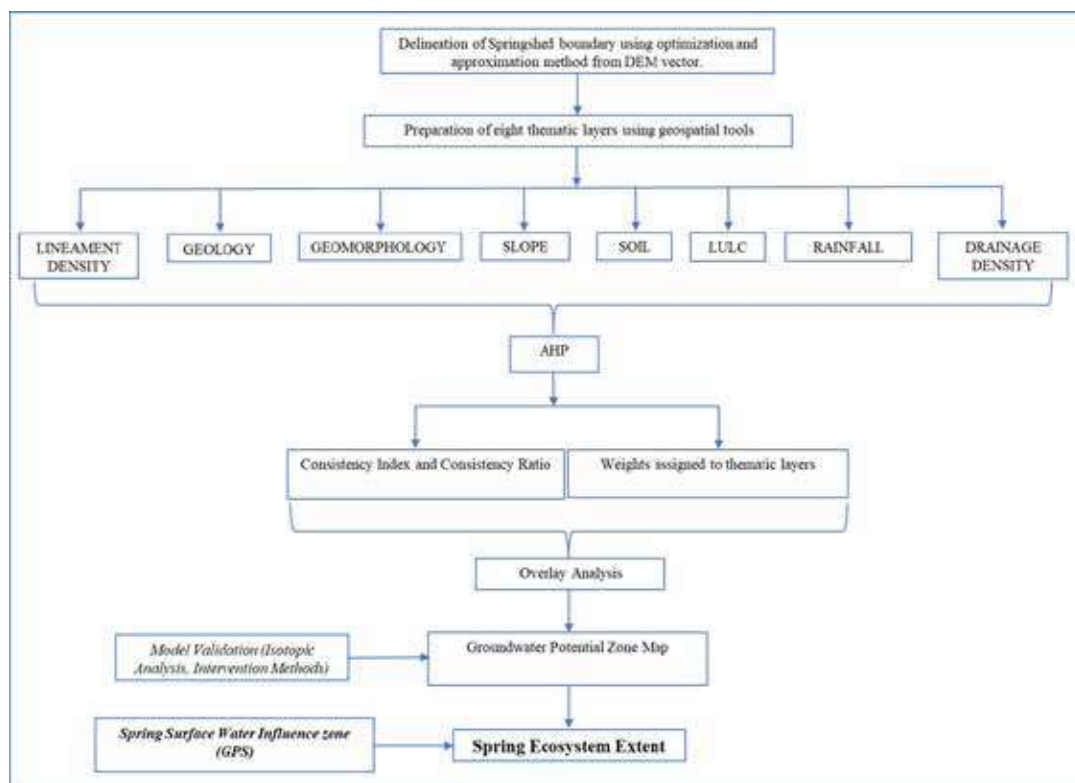 Delineation of Springshed boundary using optimization and
approximation method from DEM vector.
Preparation of eight thematic layers using geospatial tools
LINEAMENT
DENSITY
GEOLOGY
GEOMORPHOLOGY
SLOPE
SOIL
LULC
RAINFALL
DRAINAGE
DENSITY
AHP
Consistency Index and Consistency Ratio
Weights assigned to thematic layers
Overlay Analysis
Model Validation (Isotopic
Analysis, Intervention Methods)
Groundwater Potential Zone Map
Spring Surface Water Influence zone
(GPS)
Spring Ecosystem Extent